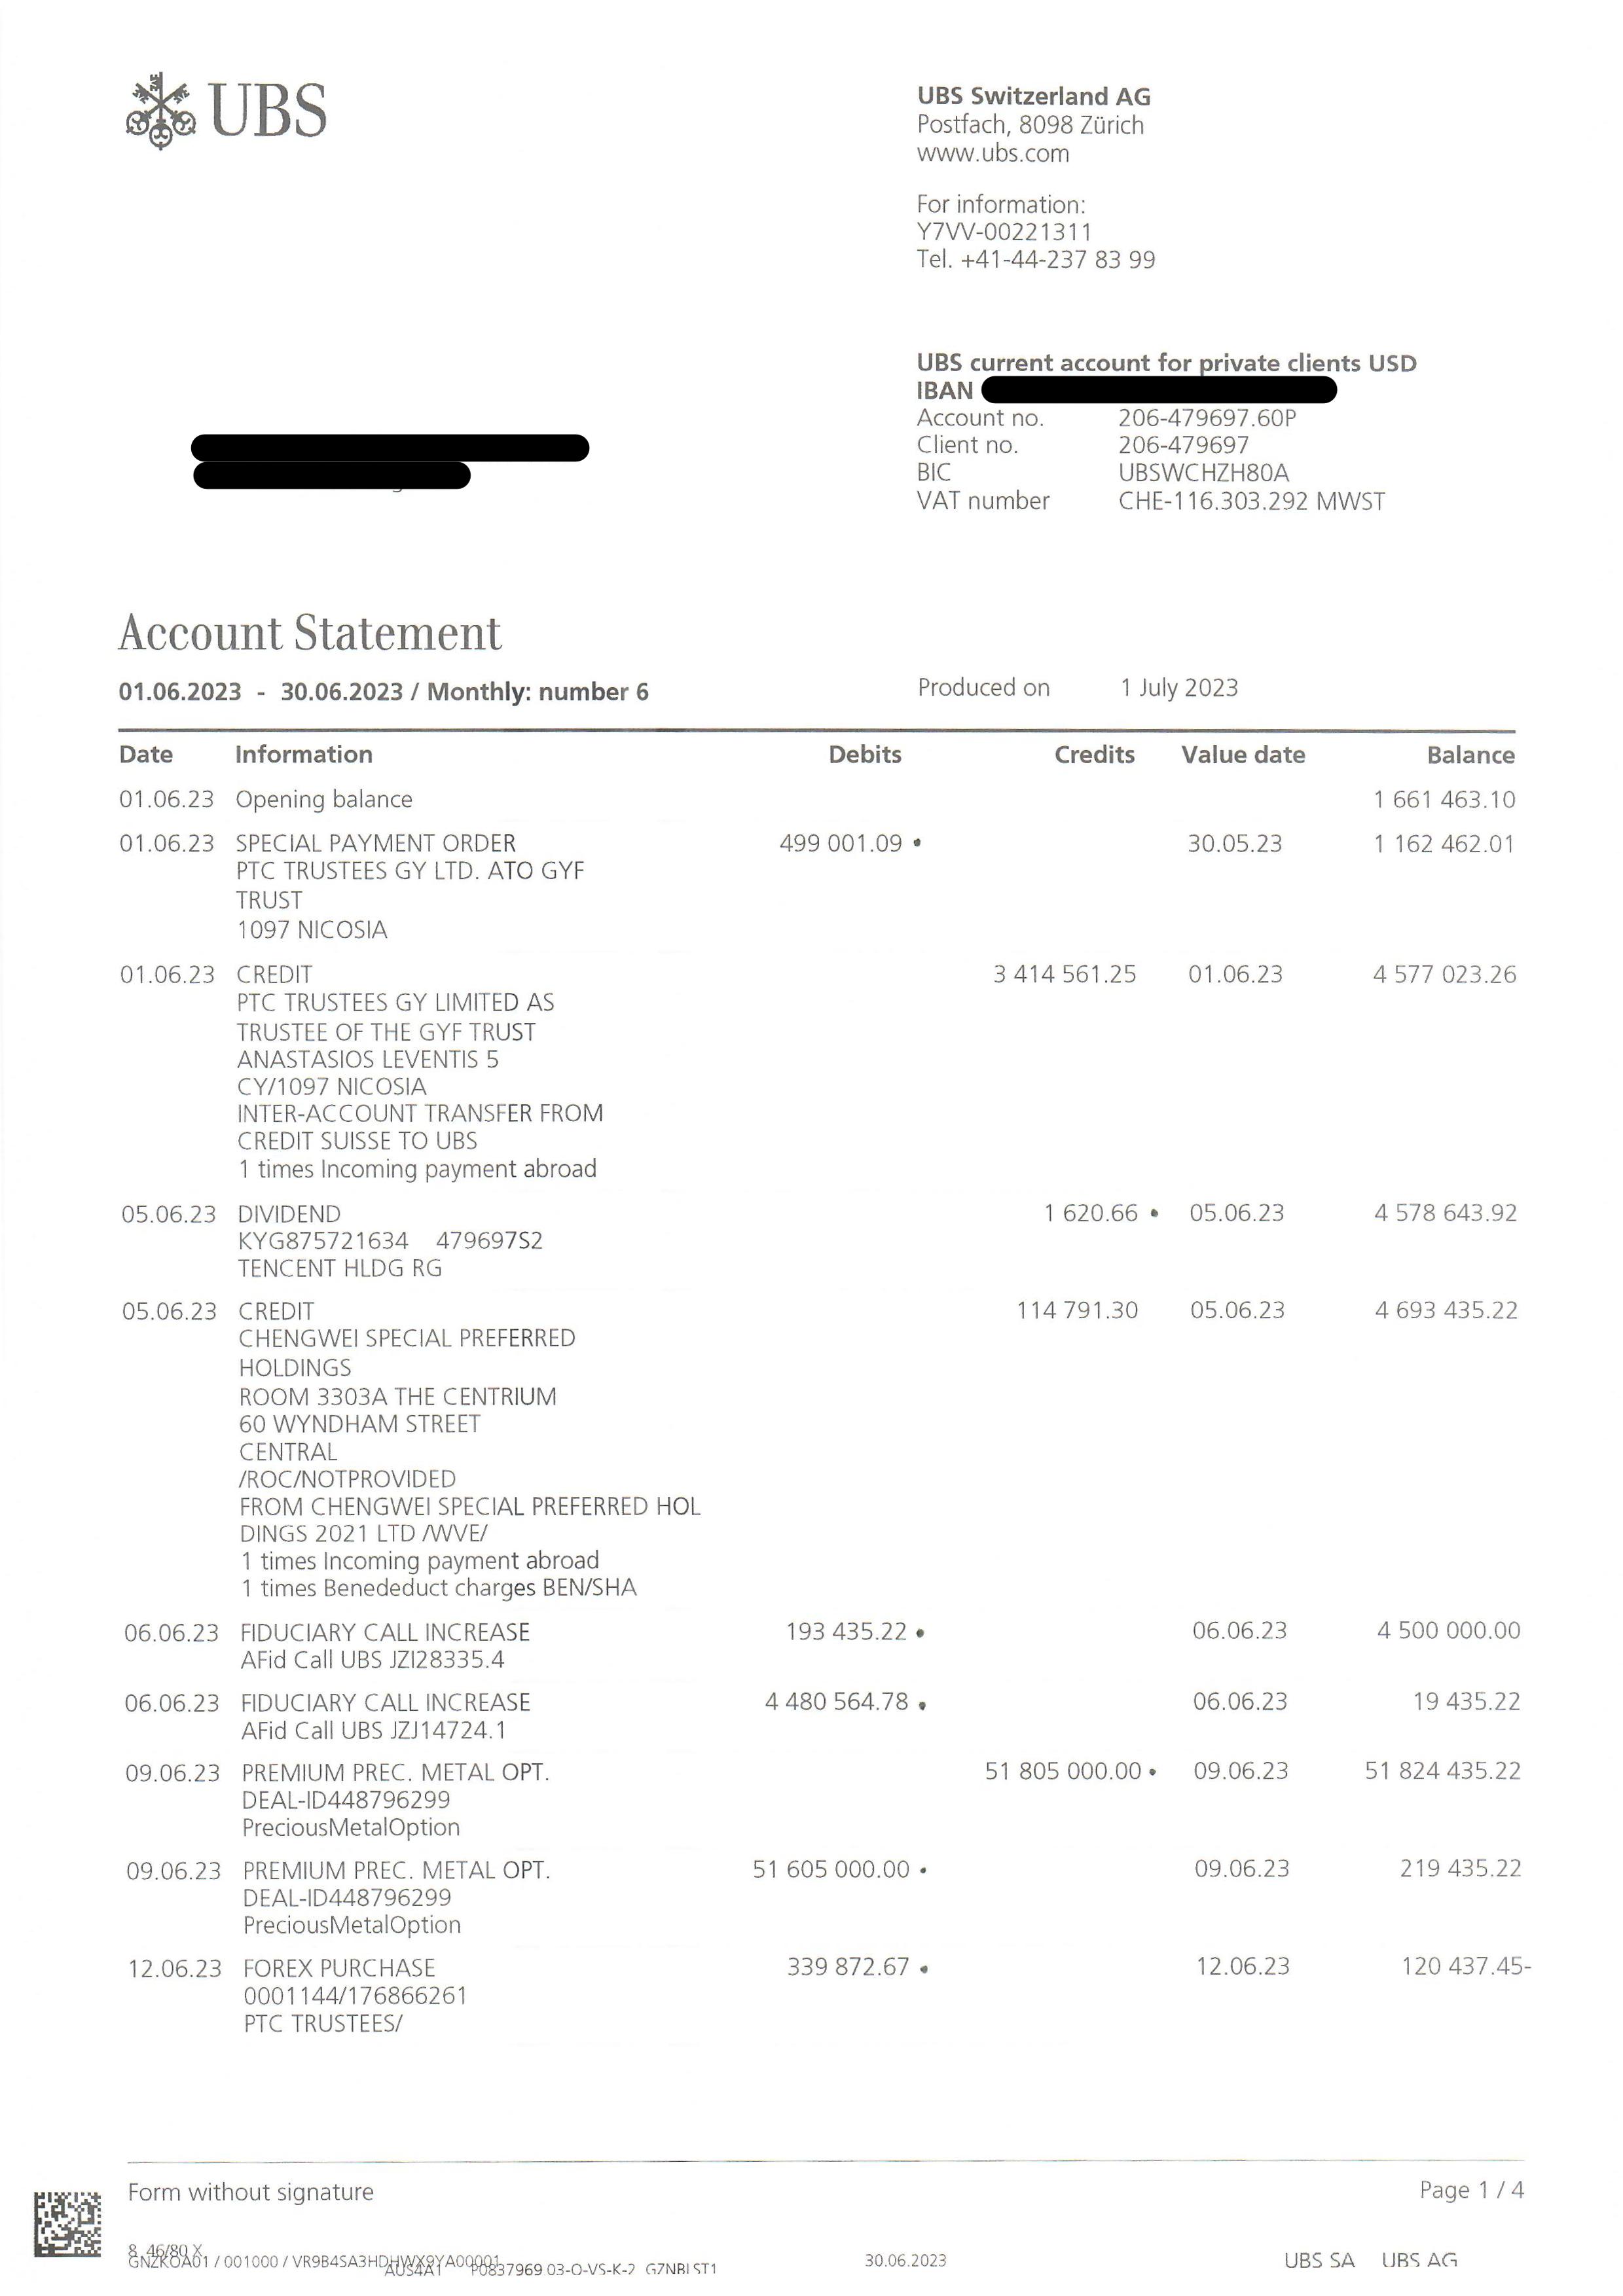 UBS
UBS Switzerland AG
Postfach, 8098 Zürich
www.ubs.com
For information:
Y7VV-00221311
Tel. +41-44-237 83 99
UBS current account for private clients USD
IBAN
Account no. 206-479697.60P
Client no. 206-479697
BIC UBSWCHZH80A
VAT number CHE-116.303.292 MWST
Account Statement
01.06.2023 - 30.06.2023 / Monthly: number 6 Produced on 1 July 2023
Date Information Debits Credits Value date Balance
01.06.23 Opening balance 1 661 463.10
01.06.23 SPECIAL PAYMENT ORDER 499 001.09 • 30.05.23 1 162 462.01
PTC TRUSTEES GY LTD. ATO GYF
TRUST
1097 NICOSIA
01.06.23 CREDIT 3 414 561.25 01.06.23 4 577 023.26
PTC TRUSTEES GY LIMITED AS
TRUSTEE OF THE GYF TRUST
ANASTASIOS LEVENTIS 5
CY/1097 NICOSIA
INTER-ACCOUNT TRANSFER FROM
CREDIT SUISSE TO UBS
1 times Incoming payment abroad
05.06.23 DIVIDEND 1 620.66 • 05.06.23 4 578 643.92
KYG875721634 479697S2
TENCENT HLDG RG
05.06.23 CREDIT 114 791.30 05.06.23 4 693 435.22
CHENGWEI SPECIAL PREFERRED
HOLDINGS
ROOM 3303A THE CENTRIUM
60 WYNDHAM STREET
CENTRAL
/ROC/NOTPROVIDED
FROM CHENGWEI SPECIAL PREFERRED HOL
DINGS 2021 LTD /WVE/
1 times Incoming payment abroad
1 times Benededuct charges BEN/SHA
06.06.23 FIDUCIARY CALL INCREASE 193 435.22 • 06.06.23 4 500 000.00
AFid Call UBS JZI28335.4
06.06.23 FIDUCIARY CALL INCREASE 4 480 564.78 • 06.06.23 19 435.22
AFid Call UBS JZJ14724.1
09.06.23 PREMIUM PREC. METAL OPT. 51 805 000.00 • 09.06.23 51 824 435.22
DEAL-ID448796299
PreciousMetalOption
09.06.23 PREMIUM PREC. METAL OPT. 51 605 000.00 • 09.06.23 219 435.22
DEAL-ID448796299
PreciousMetalOption
12.06.23 FOREX PURCHASE 339 872.67 • 12.06.23 120 437.45-
0001144/176866261
PTC TRUSTEES/
Form without signature Page 1 / 4
8 46/80 X
GNZKOA01 / 001000 / VR9B4SA3HDHWX9YA00001
AUS4A1 P0837969 03-O-VS-K-2 GZNBLST1 30.06.2023 UBS SA UBS AG